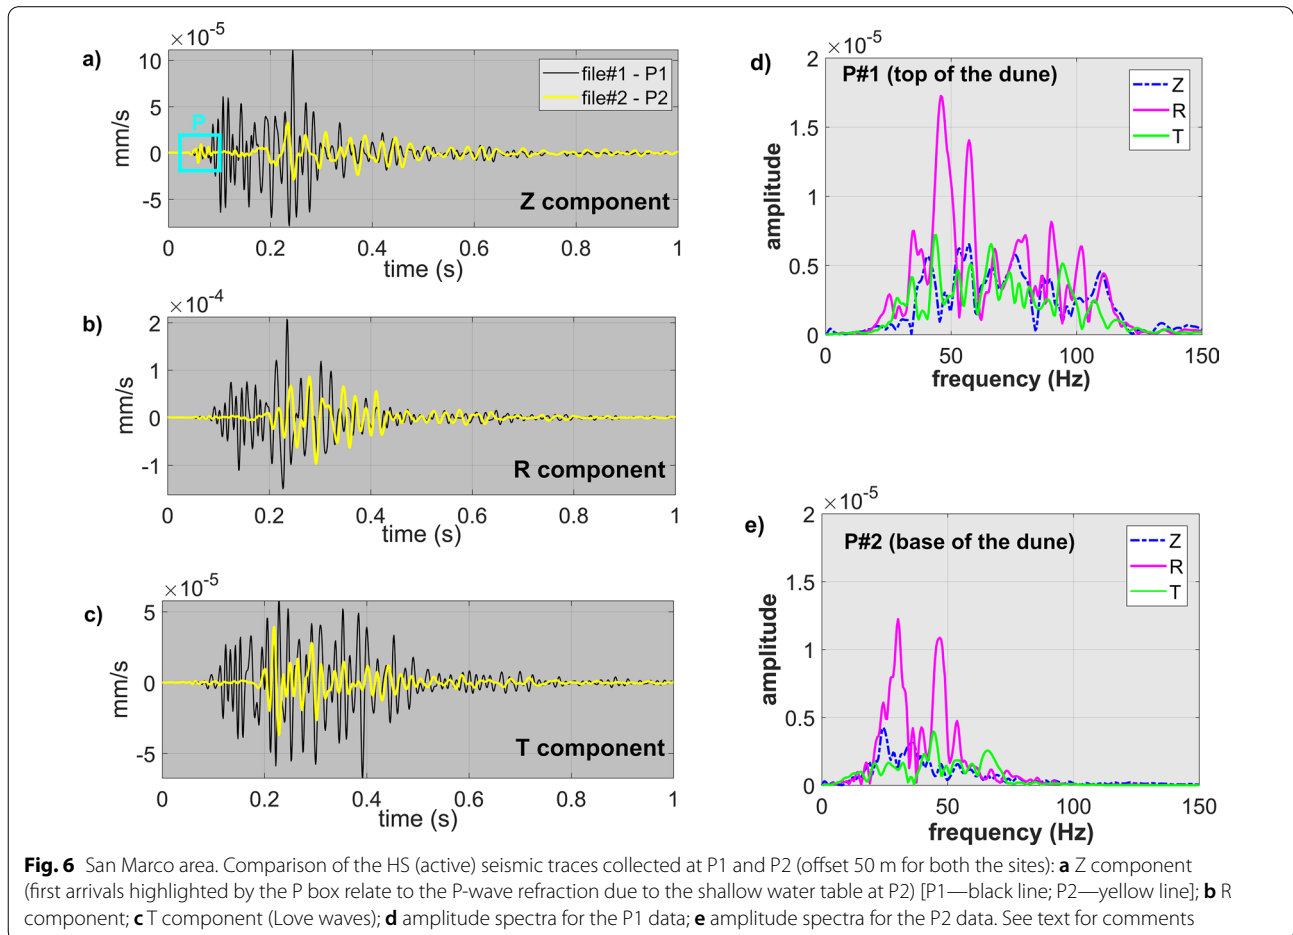 a)
×10-5
10
5
0
-5
mm/s
P
file#1 - P1
file#2 - P2
Z component
0 0.2 0.4 0.6 0.8 1
time (s)
b)
×10-4
2
1
0
-1
mm/s
R component
0 0.2 0.4 0.6 0.8 1
time (s)
c)
×10-5
5
0
-5
mm/s
T component
0 0.2 0.4 0.6 0.8 1
time (s)
d)
×10-5
2
1.5
1
0.5
0
amplitude
P#1 (top of the dune)
Z
R
T
0 50 100 150
frequency (Hz)
e)
×10-5
2
1.5
1
0.5
0
amplitude
P#2 (base of the dune)
Z
R
T
0 50 100 150
frequency (Hz)
Fig. 6 San Marco area. Comparison of the HS (active) seismic traces collected at P1 and P2 (offset 50 m for both the sites): a Z component
(first arrivals highlighted by the P box relate to the P-wave refraction due to the shallow water table at P2) [P1—black line; P2—yellow line]; b R
component; c T component (Love waves); d amplitude spectra for the P1 data; e amplitude spectra for the P2 data. See text for comments